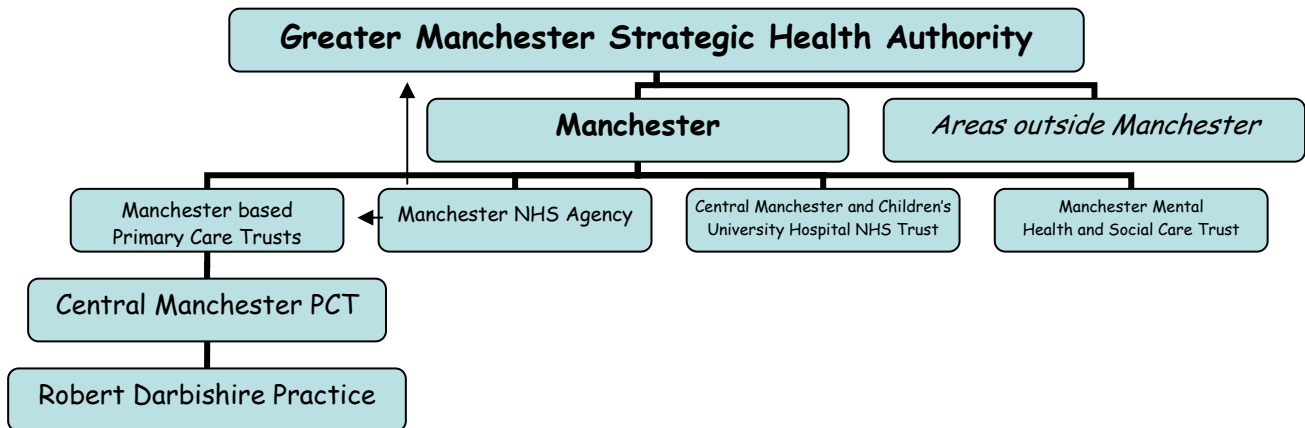 Greater Manchester Strategic Health Authority
Manchester
Areas outside Manchester
Manchester based
Primary Care Trusts
Manchester NHS Agency
Central Manchester and Children's
University Hospital NHS Trust
Manchester Mental
Health and Social Care Trust
Central Manchester PCT
Robert Darbishire Practice